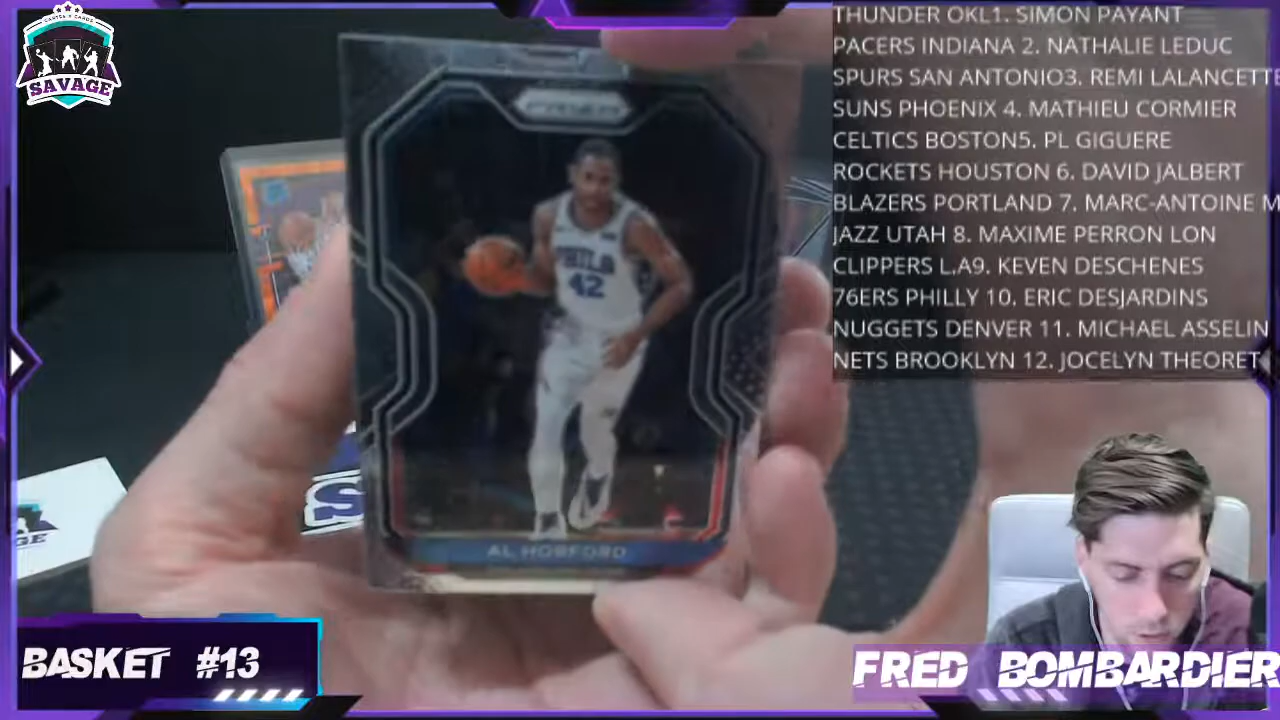 CARTES & CARDS
SAVAGE
THUNDER OKL1. SIMON PAYANT
PACERS INDIANA 2. NATHALIE LEDUC
SPURS SAN ANTONIO3. REMI LALANCETTE
SUNS PHOENIX 4. MATHIEU CORMIER
CELTICS BOSTON5. PL GIGUERE
ROCKETS HOUSTON 6. DAVID JALBERT
BLAZERS PORTLAND 7. MARC-ANTOINE M
JAZZ UTAH 8. MAXIME PERRON LON
CLIPPERS L.A9. KEVEN DESCHENES
76ERS PHILLY 10. ERIC DESJARDINS
NUGGETS DENVER 11. MICHAEL ASSELIN
NETS BROOKLYN 12. JOCELYN THEORET
PRIZM
PHILA
42
AL HORFORD
BASKET #13
FRED BOMBARDIER